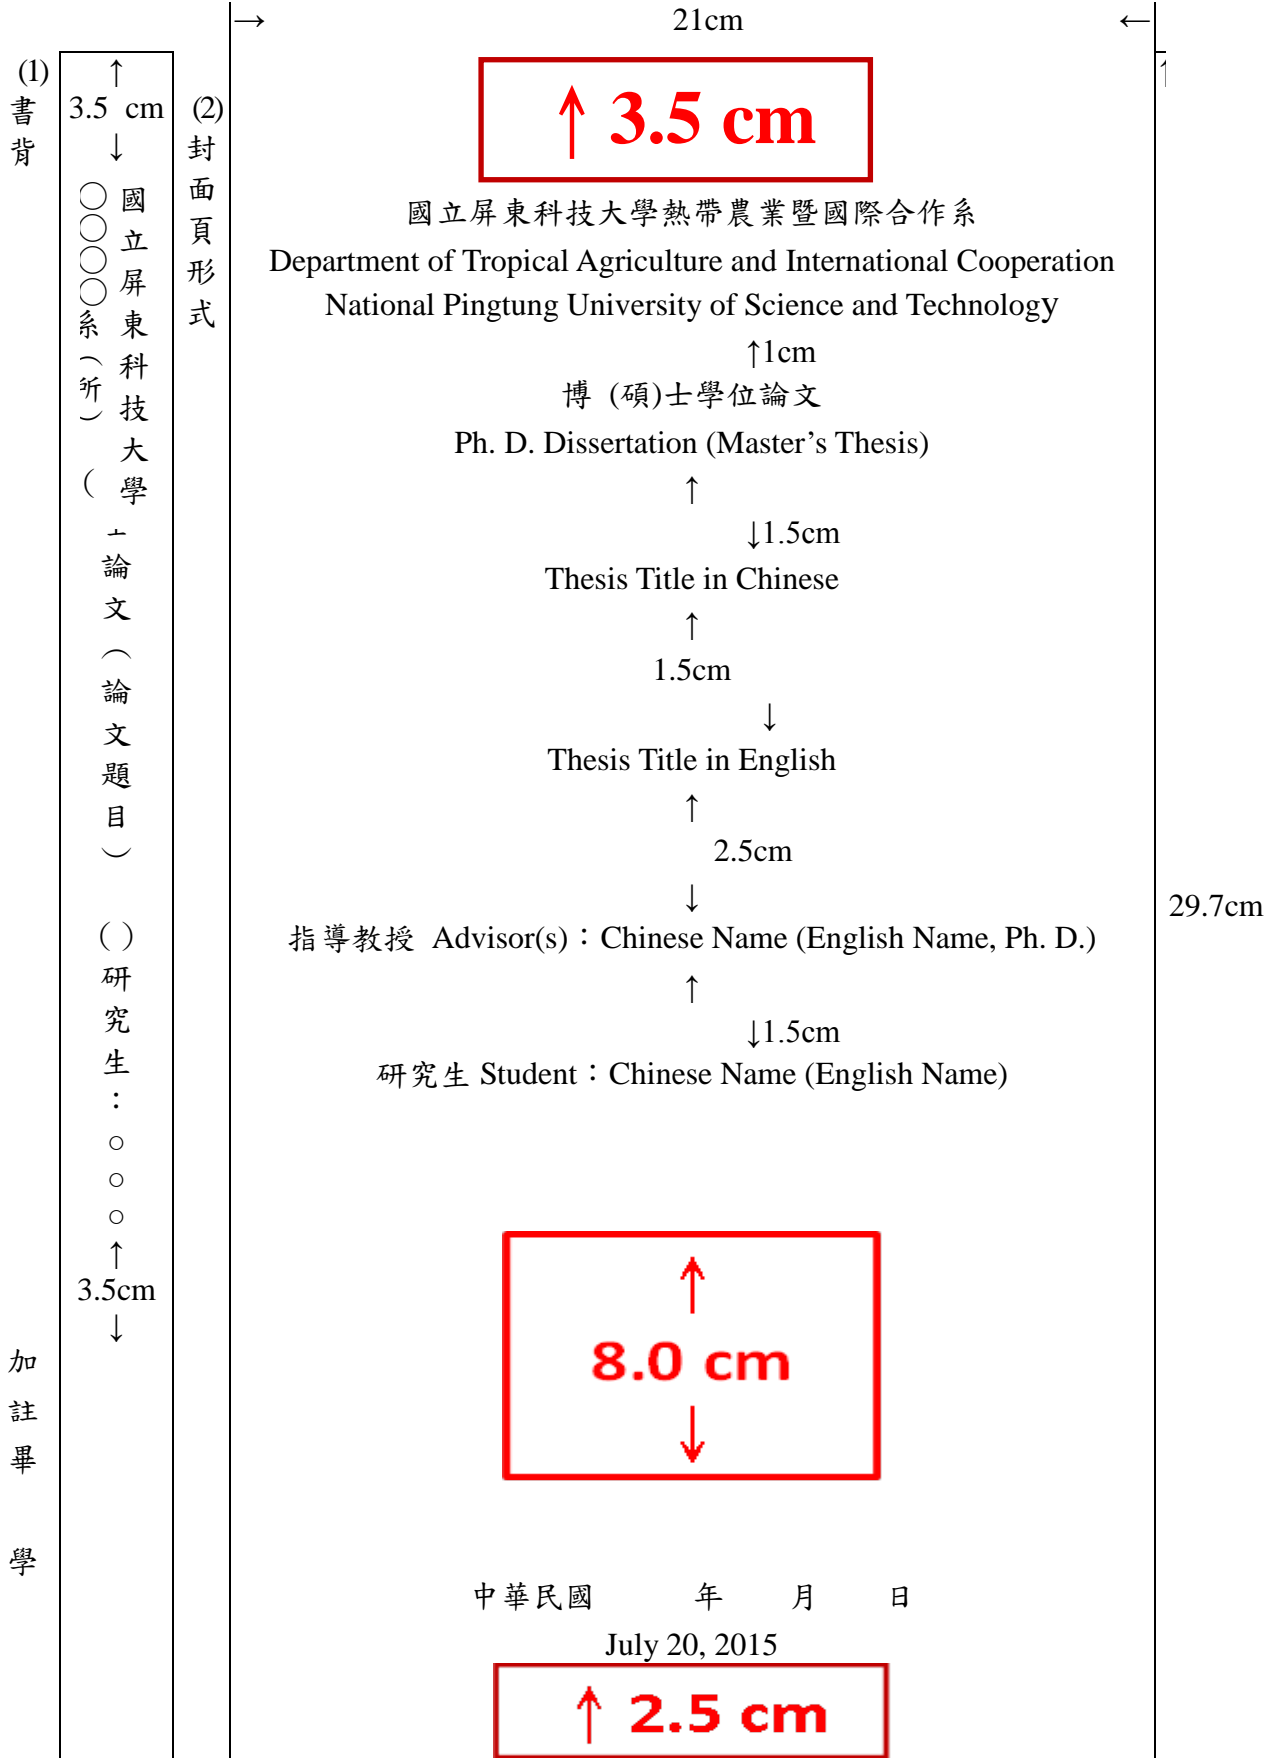 → 21cm ←
(1)
書背
↑
3.5 cm
↓
國立屏東科技大學
〇〇〇〇系(所)
(
論文(論文題目)
( )
研究生:○○○
↑
3.5cm
↓
加註畢 學
(2)
封面頁形式
↑ 3.5 cm
國立屏東科技大學熱帶農業暨國際合作系
Department of Tropical Agriculture and International Cooperation
National Pingtung University of Science and Technology
↑1cm
博 (碩)士學位論文
Ph. D. Dissertation (Master’s Thesis)
↑
↓1.5cm
Thesis Title in Chinese
↑
1.5cm
↓
Thesis Title in English
↑
2.5cm
↓
指導教授 Advisor(s):Chinese Name (English Name, Ph. D.)
↑
↓1.5cm
研究生 Student:Chinese Name (English Name)
↑
8.0 cm
↓
中華民國 年 月 日
July 20, 2015
↑ 2.5 cm
29.7cm